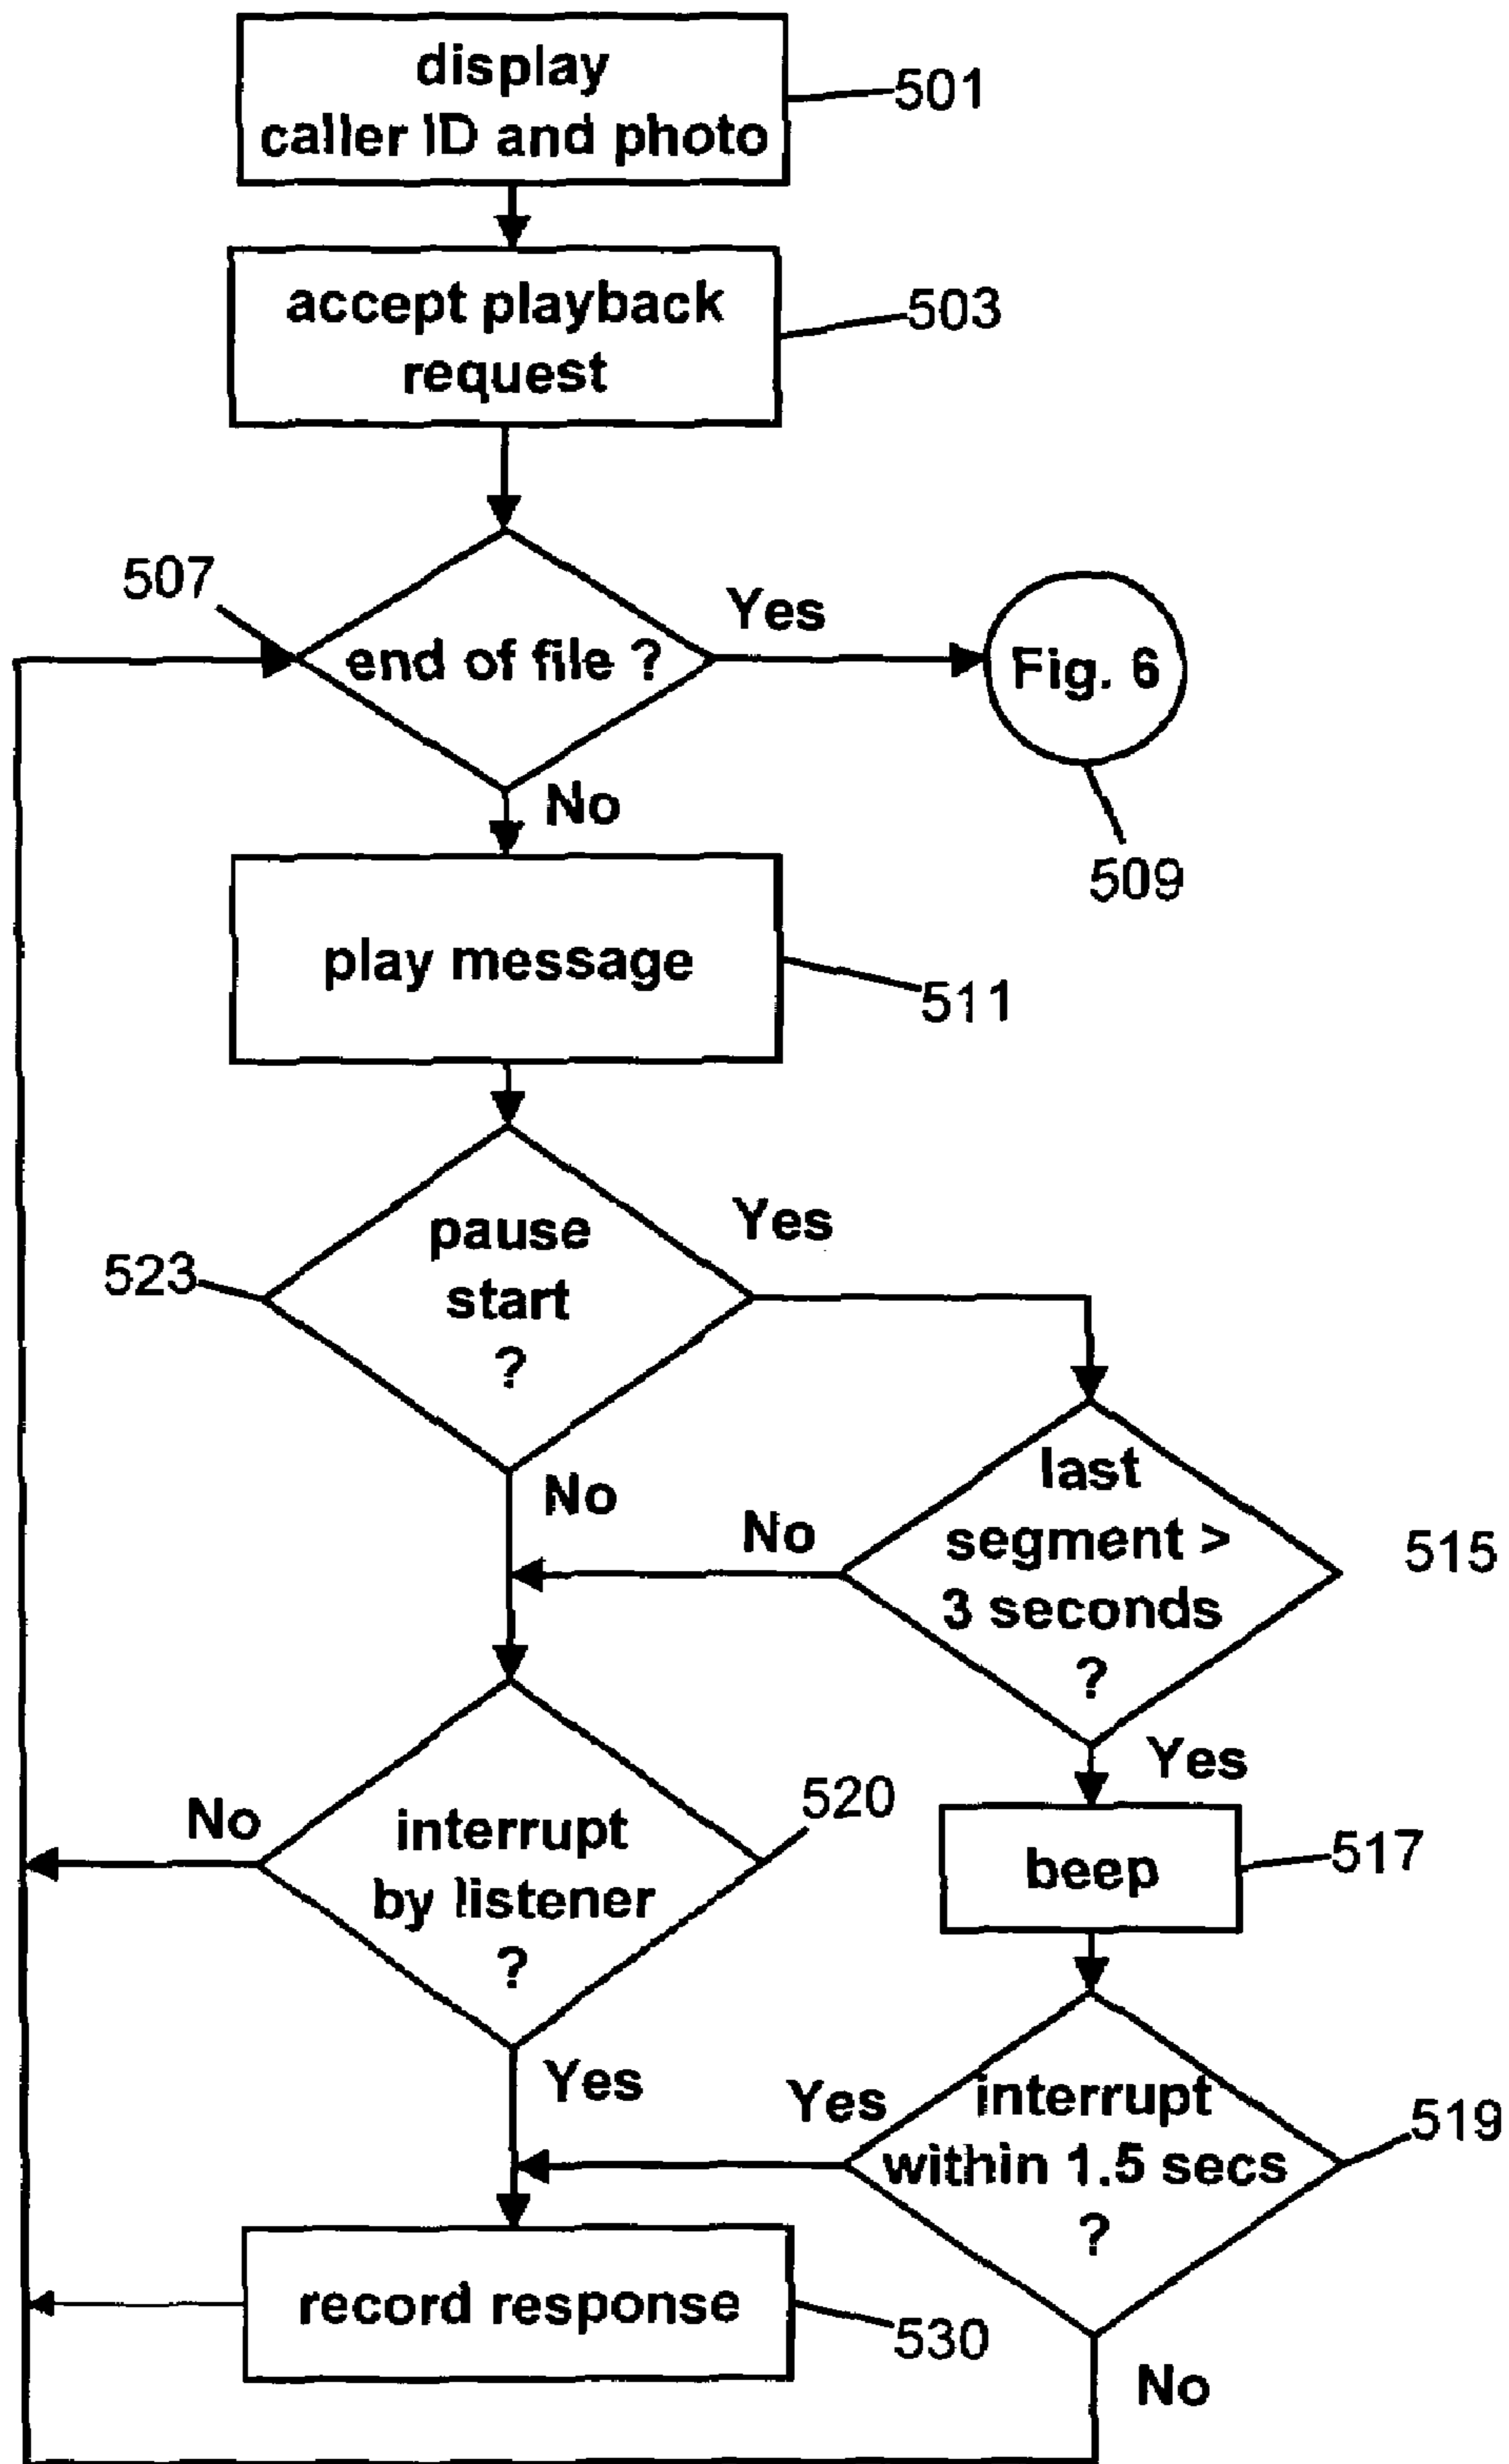 display
caller ID and photo
501
accept playback
request
503
507
end of file ?
Yes
Fig. 6
509
No
play message
511
523
pause
start
?
Yes
No
last
segment >
3 seconds
?
515
No
Yes
interrupt
by listener
?
520
No
beep
517
Yes
interrupt
within 1.5 secs
?
519
Yes
record response
530
No